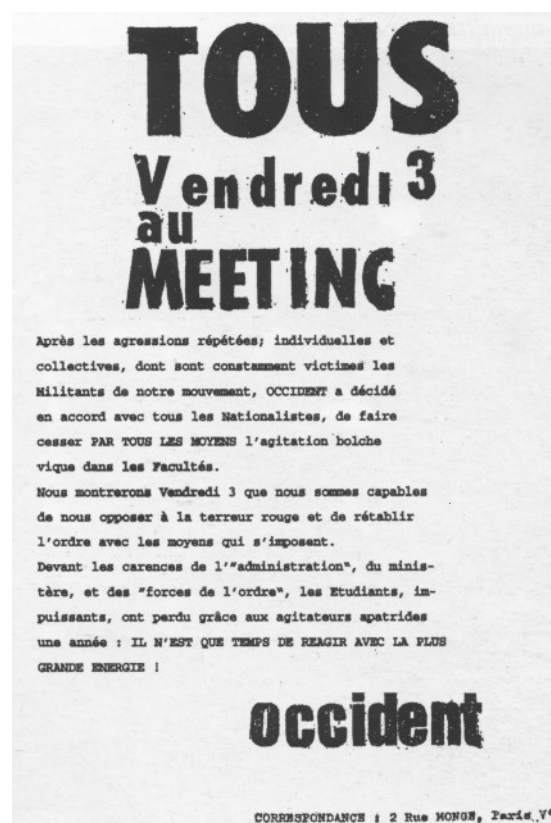 TOUS
Vendredi 3
au
MEETING
Après les agressions répétées; individuelles et
collectives, dont sont constamment victimes les
Militants de notre mouvement, OCCIDENT a décidé
en accord avec tous les Nationalistes, de faire
cesser PAR TOUS LES MOYENS l'agitation bolche
vique dans les Facultés.
Nous montrerons Vendredi 3 que nous sommes capables
de nous opposer à la terreur rouge et de rétablir
l'ordre avec les moyens qui s'imposent.
Devant les carences de l'"administration", du minis-
tère, et des "forces de l'ordre", les Etudiants, im-
puissants, ont perdu grâce aux agitateurs apatrides
une année : IL N'EST QUE TEMPS DE REAGIR AVEC LA PLUS
GRANDE ENERGIE !
occident
CORRESPONDANCE : 2 Rue MONGE, Paris V°